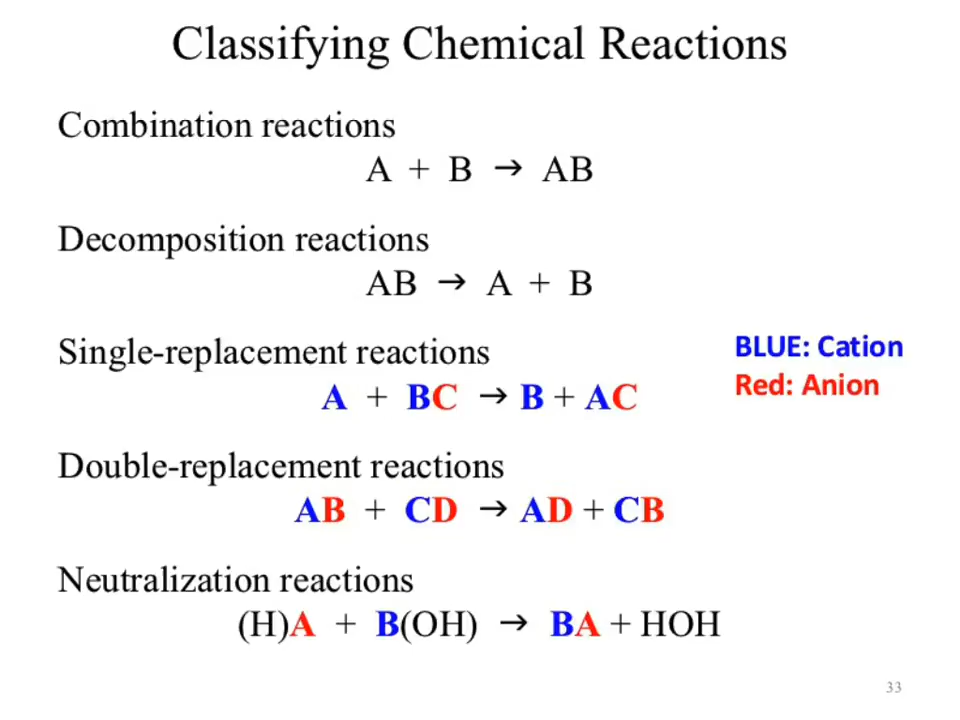 Classifying Chemical Reactions
Combination reactions
A + B → AB
Decomposition reactions
AB → A + B
Single-replacement reactions
BLUE: Cation
Red: Anion
A + BC → B + AC
Double-replacement reactions
AB + CD → AD + CB
Neutralization reactions
(H)A + B(OH) → BA + HOH
33